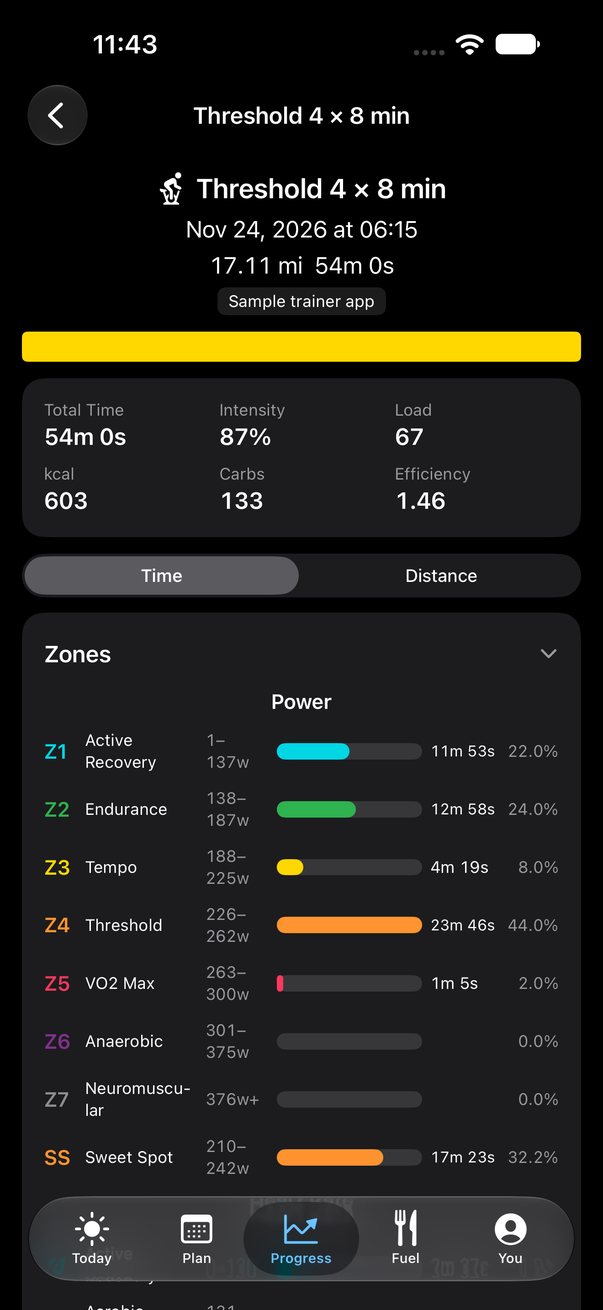 11:43
Threshold 4 × 8 min
Threshold 4 × 8 min
Nov 24, 2026 at 06:15
17.11 mi 54m 0s
Sample trainer app
Total Time Intensity Load
54m 0s 87% 67
kcal Carbs Efficiency
603 133 1.46
Time Distance
Zones
Power
Z1 Active Recovery 1–137w 11m 53s 22.0%
Z2 Endurance 138–187w 12m 58s 24.0%
Z3 Tempo 188–225w 4m 19s 8.0%
Z4 Threshold 226–262w 23m 46s 44.0%
Z5 VO2 Max 263–300w 1m 5s 2.0%
Z6 Anaerobic 301–375w 0.0%
Z7 Neuromuscu-lar 376w+ 0.0%
SS Sweet Spot 210–242w 17m 23s 32.2%
Today Plan Progress Fuel You